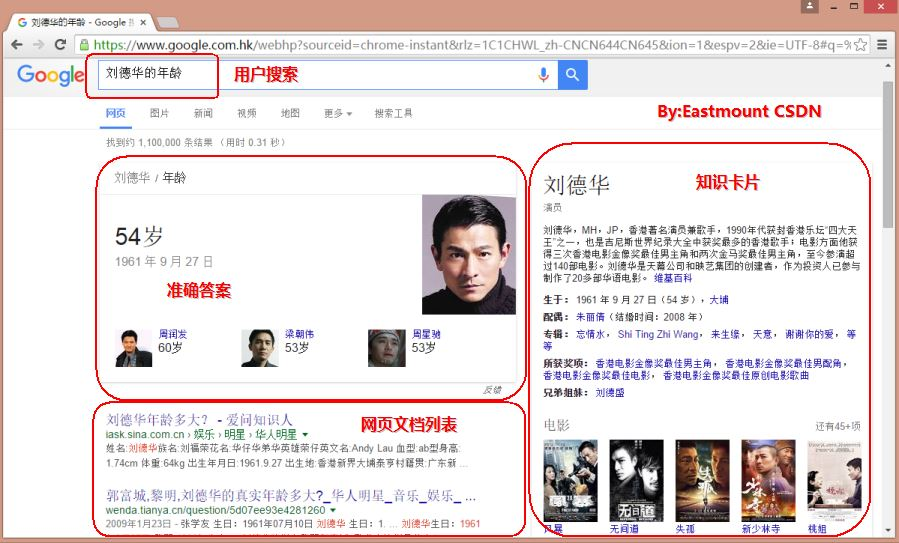 刘德华的年龄 - Google 搜
https://www.google.com.hk/webhp?sourceid=chrome-instant&rlz=1C1CHWL_zh-CNCN644CN645&ion=1&espv=2&ie=UTF-8#q=%
Google
刘德华的年龄
用户搜索
网页 图片 新闻 视频 地图 更多 搜索工具
By:Eastmount CSDN
找到约 1,100,000 条结果 （用时 0.31 秒）
刘德华 / 年龄
54岁
1961 年 9 月 27 日
准确答案
周润发
60岁
梁朝伟
53岁
周星驰
53岁
反馈
网页文档列表
刘德华年龄多大？ - 爱问知识人
iask.sina.com.cn › 娱乐 › 明星 › 华人明星
姓名:刘德华族名:刘福荣花名:华仔华弟华英雄荣仔英文名:Andy Lau 血型:ab型身高:
1.74cm 体重:64kg 出生年月日:1961.9.27 出生地:香港新界大埔泰亨村籍贯:广东新 ...
郭富城,黎明,刘德华的真实年龄多大?_华人明星_音乐_娱乐_ ...
wenda.tianya.cn/question/5d07ee93e4281260
2009年1月23日 - 张学友 生日：1961年07月10日 刘德华 生日：1. ... 刘德华生日：1961
刘德华
知识卡片
演员
刘德华，MH，JP，香港著名演员兼歌手，1990年代获封香港乐坛“四大天
王”之一，也是吉尼斯世界纪录大全中获奖最多的香港歌手；电影方面他获
得三次香港电影金像奖最佳男主角和两次金马奖最佳男主角，至今参演超
过140部电影。刘德华是天幕公司和映艺集团的创建者，作为投资人已参与
制作了20多部华语电影。 维基百科
生于： 1961 年 9 月 27 日（54 岁），大埔
配偶： 朱丽倩（结婚时间：2008 年）
专辑： 忘情水， Shi Ting Zhi Wang， 来生缘， 天意， 谢谢你的爱， 等
等
所获奖项： 香港电影金像奖最佳男主角， 香港电影金像奖最佳男配角，
香港电影金像奖最佳电影， 香港电影金像奖最佳原创电影歌曲
兄弟姐妹： 刘德盛
电影
还有45+项
风暴 无间道 失孤 新少林寺 桃姐